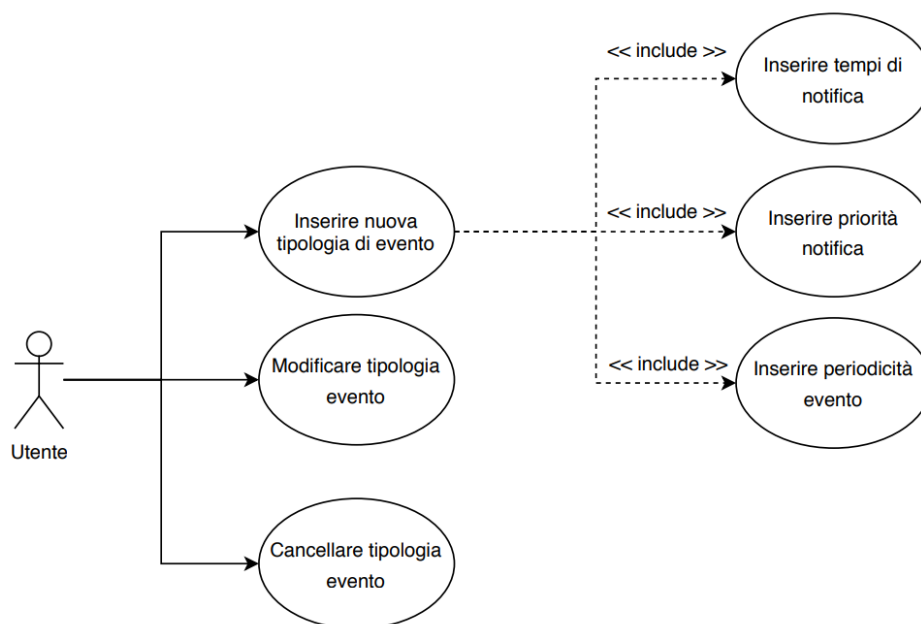 << include >>
Inserire tempi di
notifica
Inserire nuova
tipologia di evento
<< include >>
Inserire priorità
notifica
Modificare tipologia
evento
<< include >>
Inserire periodicità
evento
Utente
Cancellare tipologia
evento